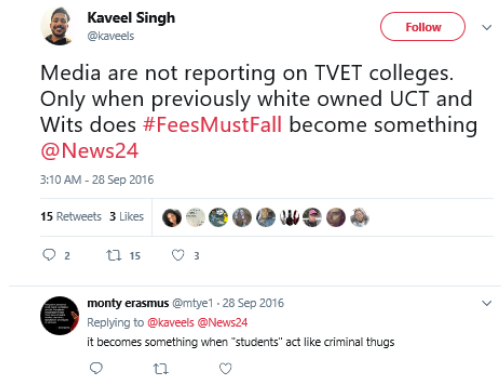 Kaveel Singh
@kaveels
Follow
Media are not reporting on TVET colleges.
Only when previously white owned UCT and
Wits does #FeesMustFall become something
@News24
3:10 AM - 28 Sep 2016
15 Retweets 3 Likes
2 15 3
monty erasmus @mtye1 · 28 Sep 2016
Replying to @kaveels @News24
it becomes something when "students" act like criminal thugs